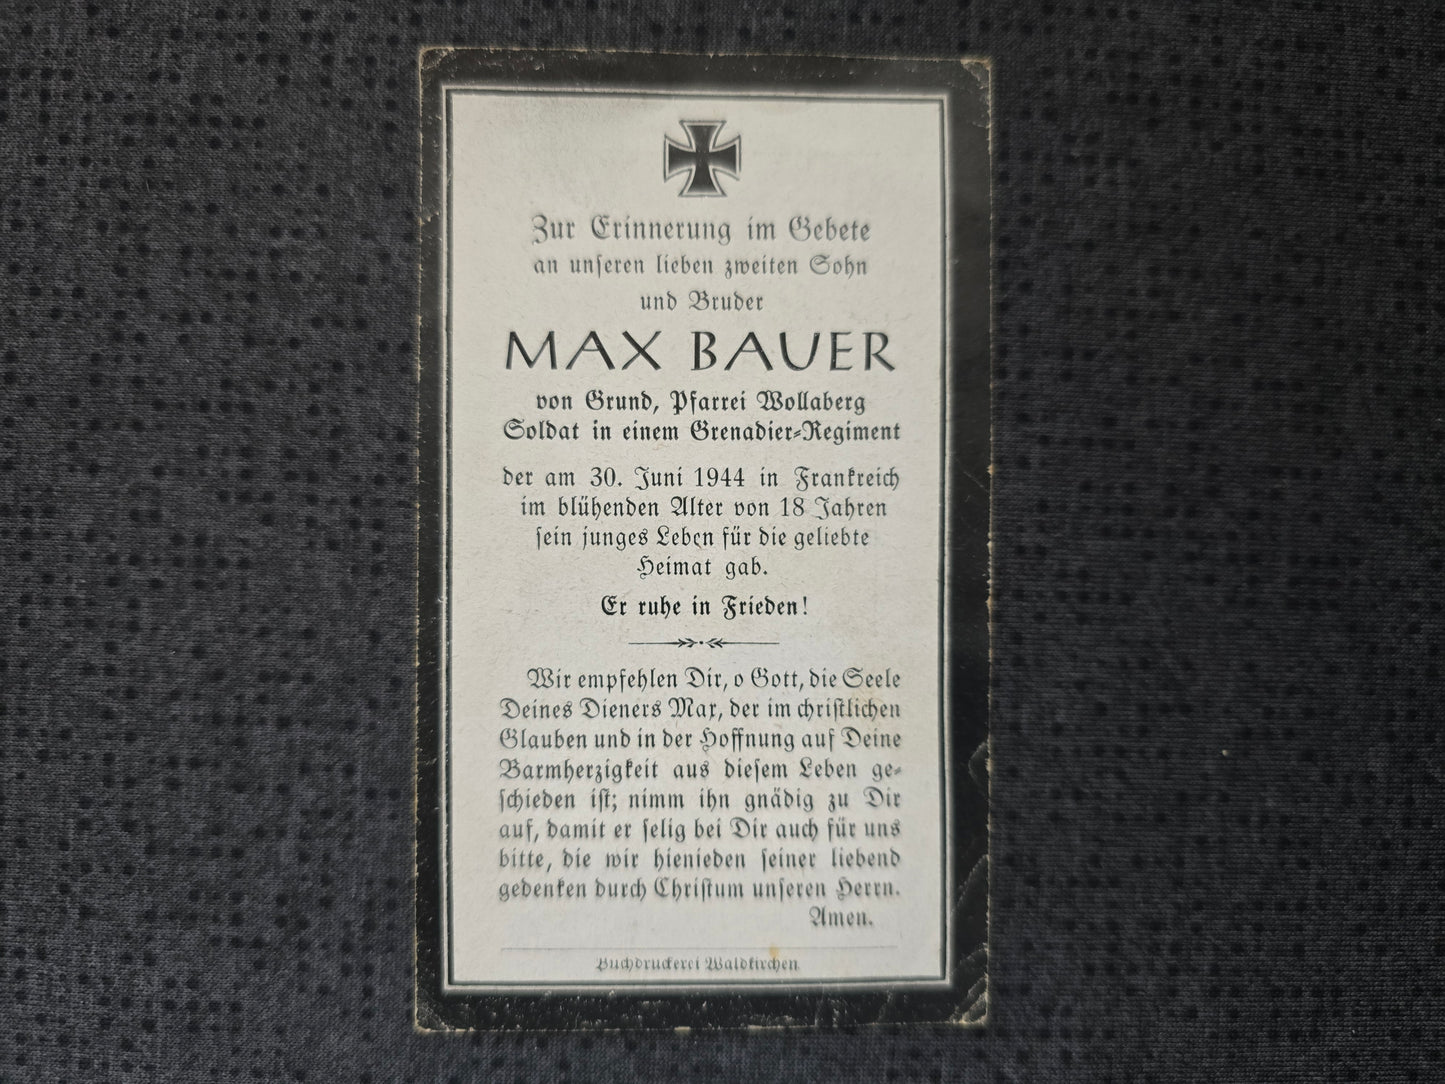 Zur Erinnerung im Gebete
an unseren lieben zweiten Sohn
und Bruder
MAX BAUER
von Grund, Pfarrei Wollaberg
Soldat in einem Grenadier-Regiment
der am 30. Juni 1944 in Frankreich
im blühenden Alter von 18 Jahren
sein junges Leben für die geliebte
Heimat gab.
Er ruhe in Frieden!
Wir empfehlen Dir, o Gott, die Seele
Deines Dieners Max, der im christlichen
Glauben und in der Hoffnung auf Deine
Barmherzigkeit aus diesem Leben ge-
schieden ist; nimm ihn gnädig zu Dir
auf, damit er selig bei Dir auch für uns
bitte, die wir hienieden seiner liebend
gedenken durch Christum unseren Herrn.
Amen.
Buchdruckerei Waldkirchen